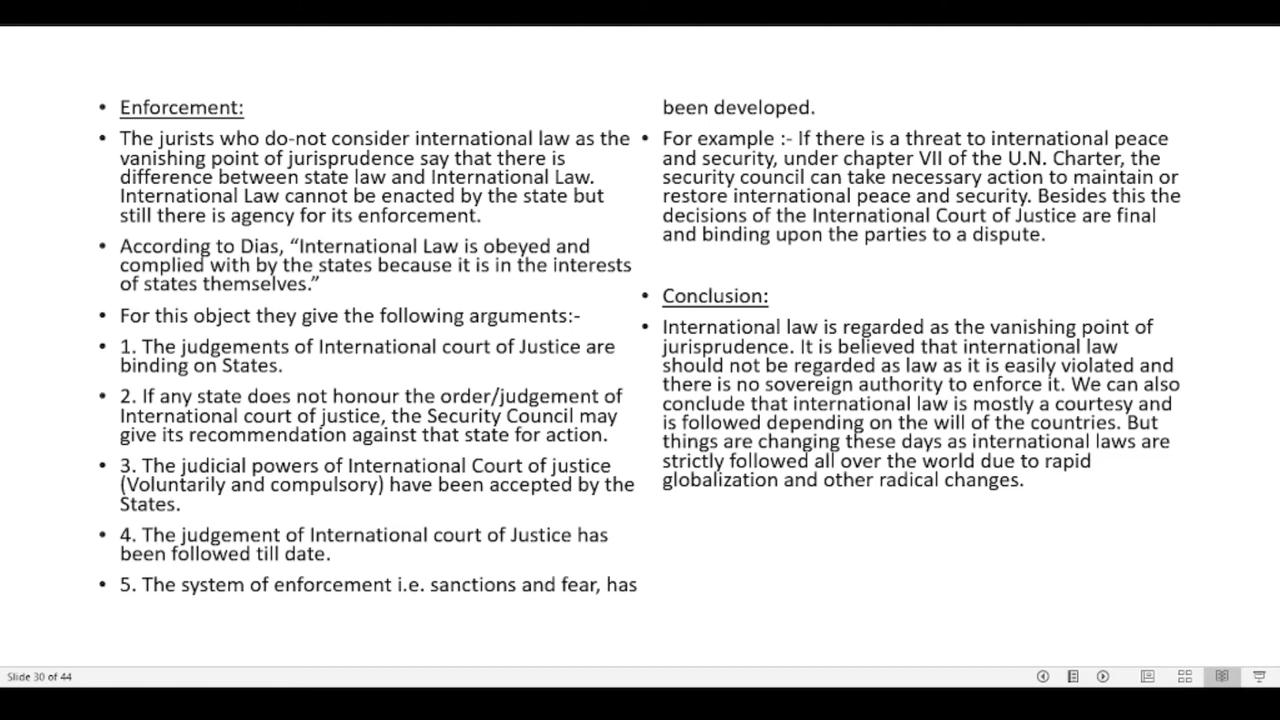 • Enforcement:
• The jurists who do-not consider international law as the
vanishing point of jurisprudence say that there is
difference between state law and International Law.
International Law cannot be enacted by the state but
still there is agency for its enforcement.
• According to Dias, “International Law is obeyed and
complied with by the states because it is in the interests
of states themselves.”
• For this object they give the following arguments:-
• 1. The judgements of International court of Justice are
binding on States.
• 2. If any state does not honour the order/judgement of
International court of justice, the Security Council may
give its recommendation against that state for action.
• 3. The judicial powers of International Court of justice
(Voluntarily and compulsory) have been accepted by the
States.
• 4. The judgement of International court of Justice has
been followed till date.
• 5. The system of enforcement i.e. sanctions and fear, has
been developed.
• For example :- If there is a threat to international peace
and security, under chapter VII of the U.N. Charter, the
security council can take necessary action to maintain or
restore international peace and security. Besides this the
decisions of the International Court of Justice are final
and binding upon the parties to a dispute.
• Conclusion:
• International law is regarded as the vanishing point of
jurisprudence. It is believed that international law
should not be regarded as law as it is easily violated and
there is no sovereign authority to enforce it. We can also
conclude that international law is mostly a courtesy and
is followed depending on the will of the countries. But
things are changing these days as international laws are
strictly followed all over the world due to rapid
globalization and other radical changes.
Slide 30 of 44